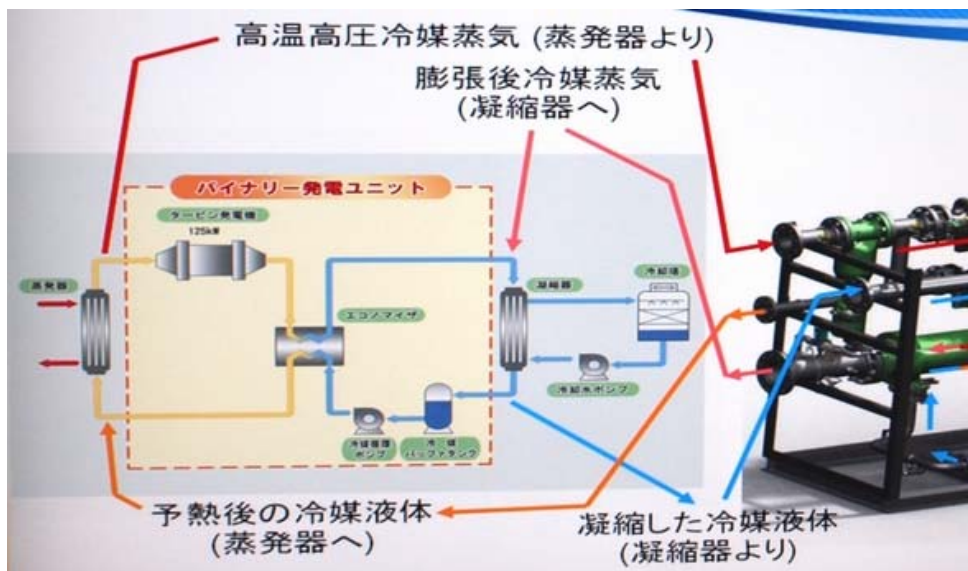 高温高圧冷媒蒸気 (蒸発器より)
膨張後冷媒蒸気
(凝縮器へ)
バイナリー発電ユニット
タービン発電機
125kW
蒸発器
エコノマイザ
凝縮器
冷却塔
冷却水ポンプ
冷媒循環
ポンプ
冷媒
バッファタンク
予熱後の冷媒液体
(蒸発器へ)
凝縮した冷媒液体
(凝縮器より)